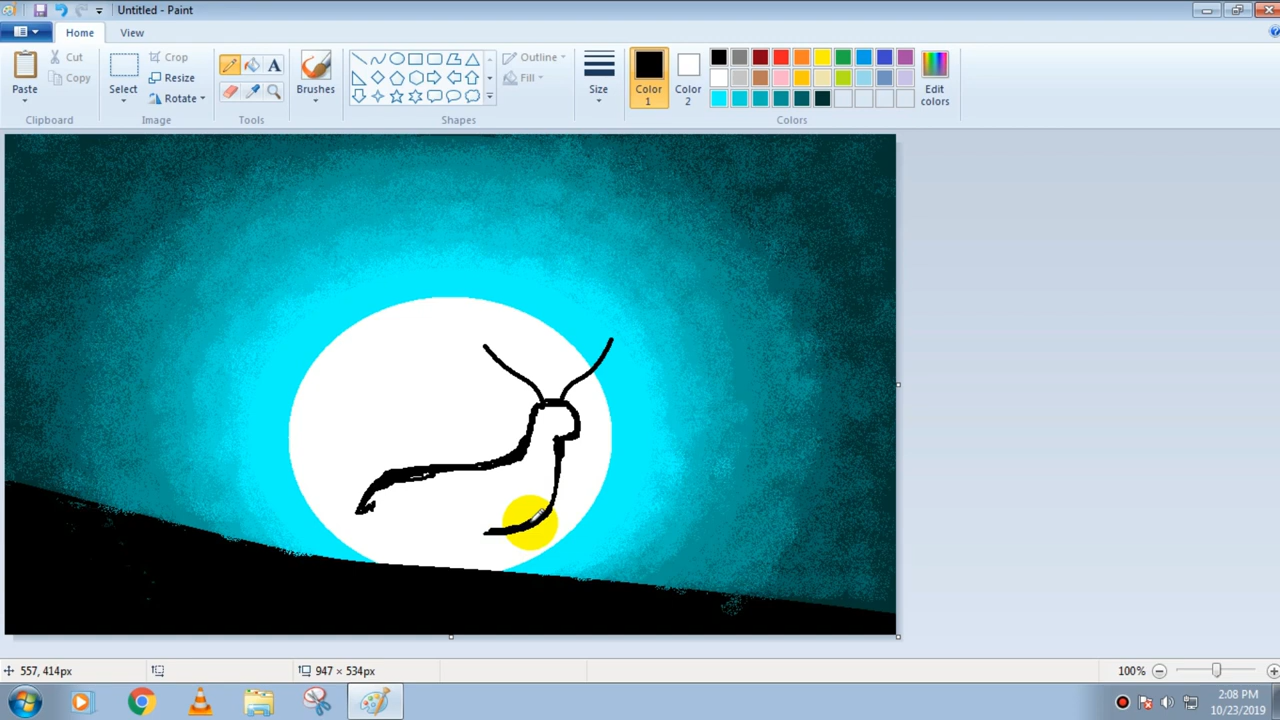 Untitled - Paint
Home
View
Paste
Cut
Copy
Clipboard
Select
Crop
Resize
Rotate
Image
Tools
Brushes
Shapes
Outline
Fill
Size
Color
1
Color
2
Edit
colors
Colors
557, 414px
947 × 534px
100%
2:08 PM
10/23/2019